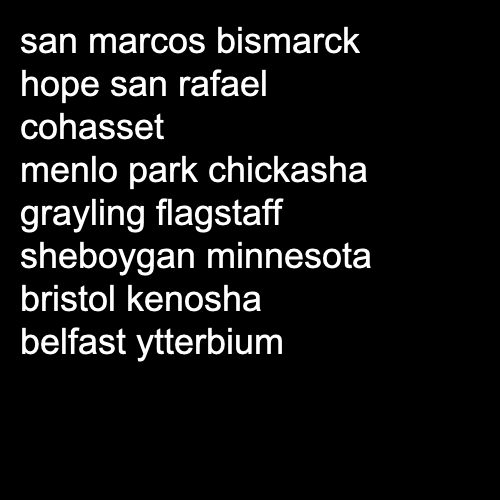 san marcos bismarck
hope san rafael
cohasset
menlo park chickasha
grayling flagstaff
sheboygan minnesota
bristol kenosha
belfast ytterbium